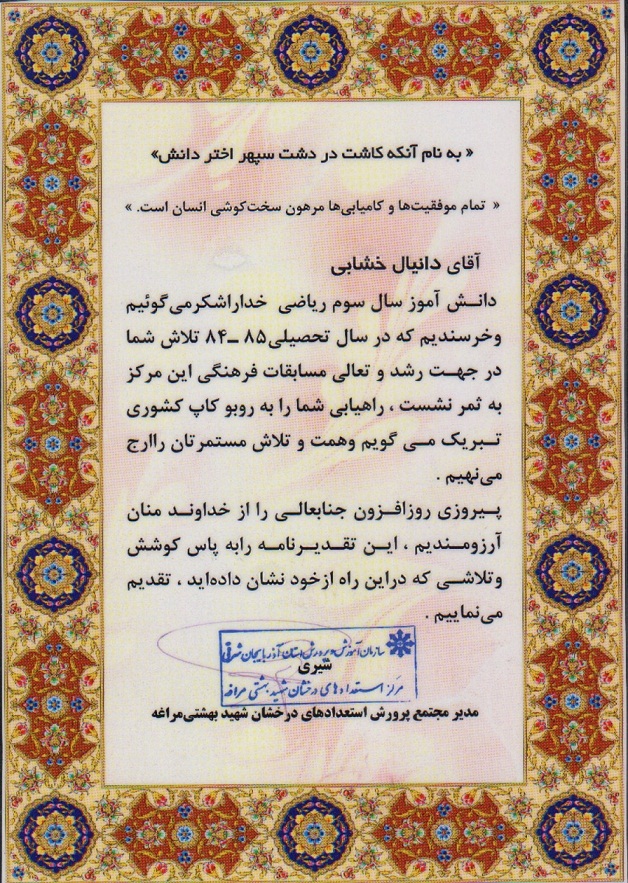 « به نام آنکه کاشت در دشت سپهر اختر دانش»
« تمام موفقیت‌ها و کامیابی‌ها مرهون سخت‌کوشی انسان است. »
آقای دانیال خشابی
دانش آموز سال سوم ریاضی خداراشکرمی‌گوئیم
وخرسندیم که در سال تحصیلی۸۵ ـ۸۴ تلاش شما
در جهت رشد و تعالی مسابقات فرهنگی این مرکز
به ثمر نشست ، راهیابی شما را به روبو کاپ کشوری
تبریک می گویم وهمت و تلاش مستمرتان راارج
می‌نهیم .
پیروزی روزافزون جنابعالی را از خداوند منان
آرزومندیم ، این تقدیرنامه رابه پاس کوشش
وتلاشی که دراین راه ازخود نشان داده‌اید ، تقدیم
می‌نماییم .
سازمان آموزش و پرورش استان آذربایجان شرقی
شیری
مرکز استعدادهای درخشان شهید بهشتی مراغه
مدیر مجتمع پرورش استعدادهای درخشان شهید بهشتی‌مراغه